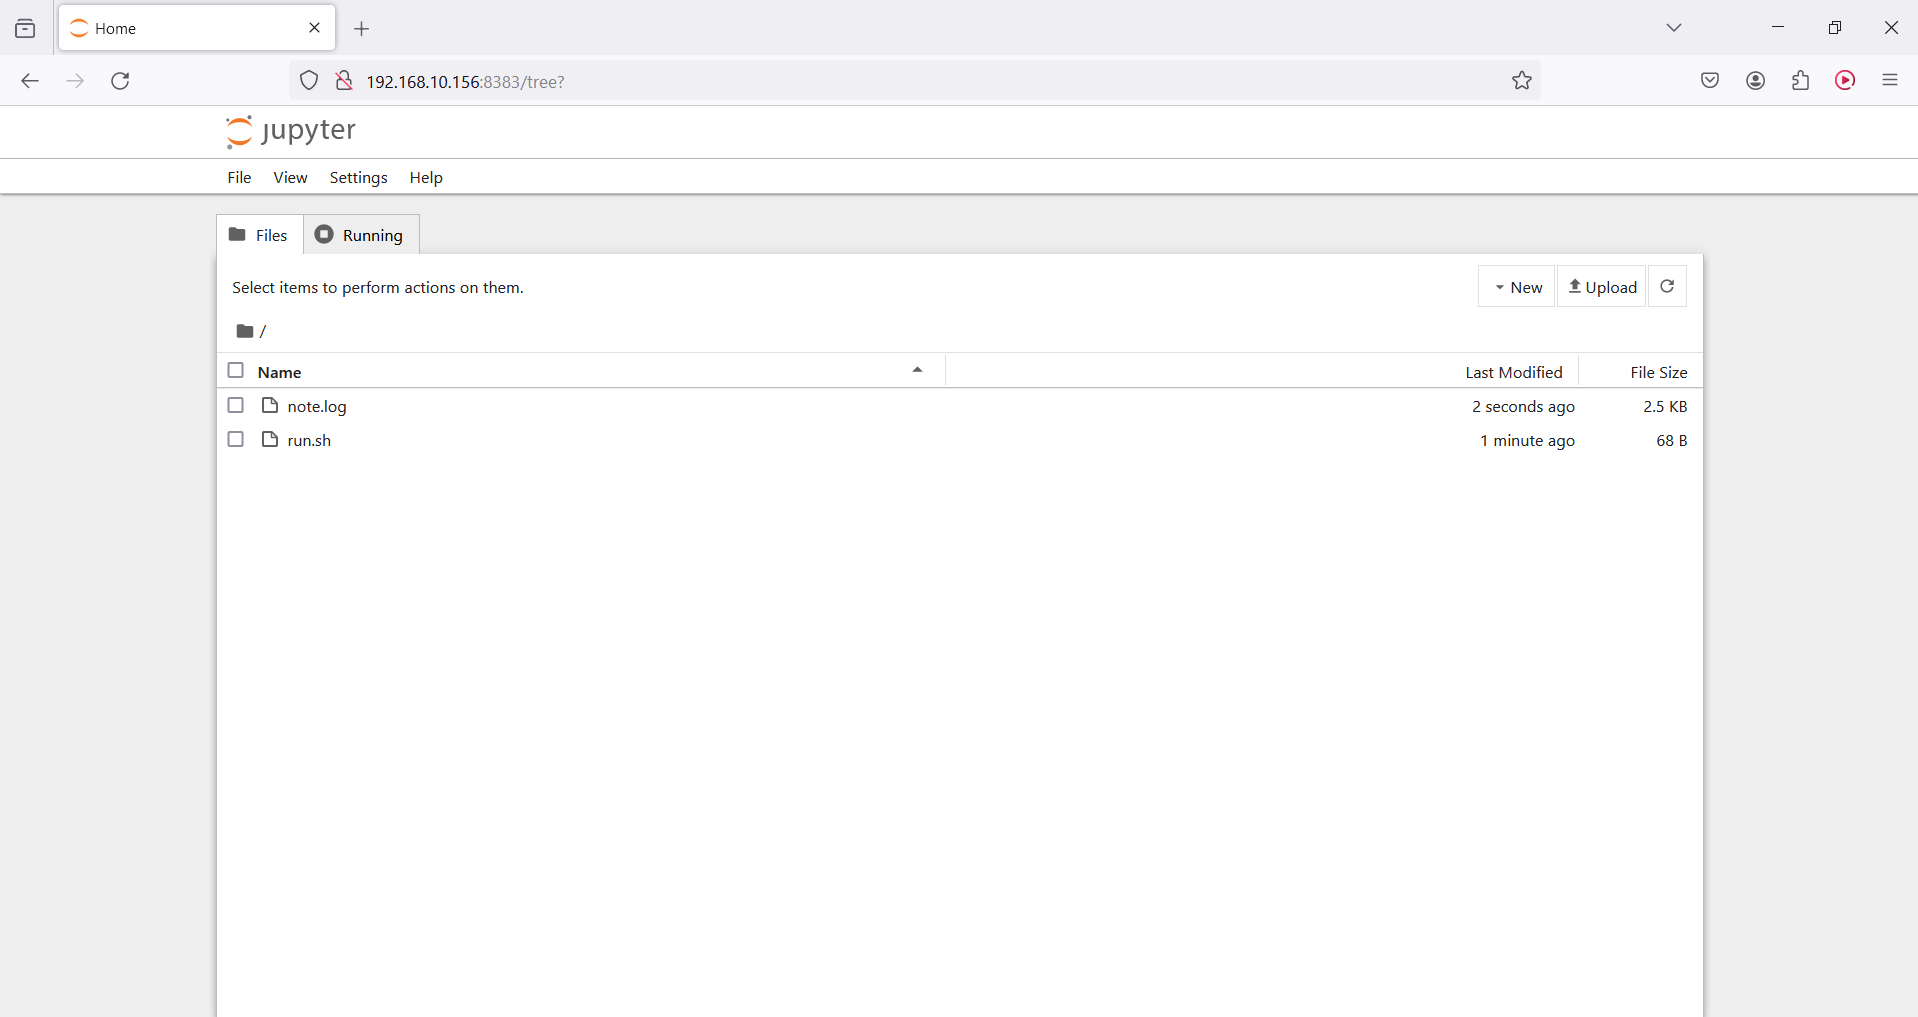 Home
192.168.10.156:8383/tree?
jupyter
File View Settings Help
Files Running
Select items to perform actions on them.
New Upload
/
Name Last Modified File Size
note.log 2 seconds ago 2.5 KB
run.sh 1 minute ago 68 B